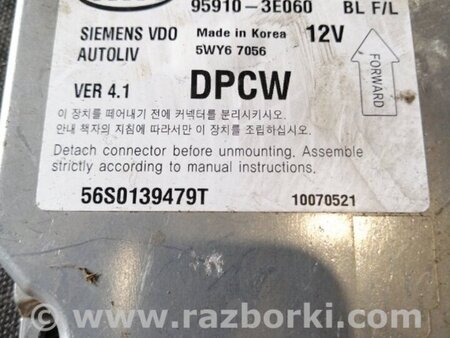 95910-3E060 BL F/L
SIEMENS VDO Made in Korea 12V
AUTOLIV 5WY6 7056
VER 4.1 DPCW
FORWARD
이 장치를 떼어내기 전에 커넥터를 분리시키시오.
안내 책자의 지침에 따라서만 이 장치를 조립하십시오.
Detach connector before unmounting. Assemble
strictly according to manual instructions.
56S0139479T 10070521
www.razborki.com